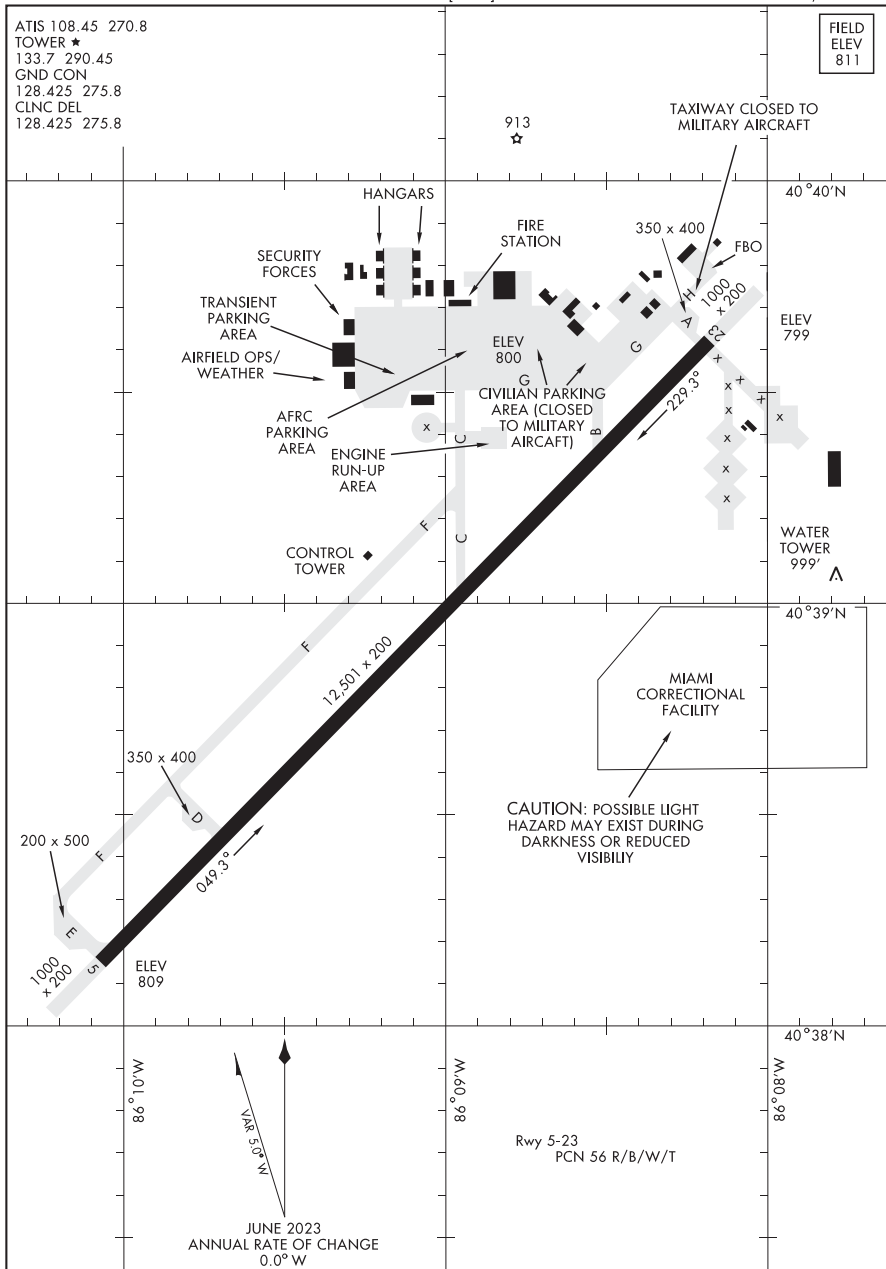 ATIS 108.45 270.8
TOWER ★
133.7 290.45
GND CON
128.425 275.8
CLNC DEL
128.425 275.8
FIELD
ELEV
811
913
TAXIWAY CLOSED TO
MILITARY AIRCRAFT
40°40'N
HANGARS
FIRE
STATION
350 x 400
FBO
SECURITY
FORCES
TRANSIENT
PARKING
AREA
AIRFIELD OPS/
WEATHER
H
1000
x 200
A
23
ELEV
799
ELEV
800
G
G
CIVILIAN PARKING
AREA (CLOSED
TO MILITARY
AIRCAFT)
229.3°
x
x
x
x
x
x
x
x
x
x
AFRC
PARKING
AREA
ENGINE
RUN-UP
AREA
C
B
F
C
CONTROL
TOWER
WATER
TOWER
999'
40°39'N
F
12,501 x 200
MIAMI
CORRECTIONAL
FACILITY
350 x 400
D
CAUTION: POSSIBLE LIGHT
HAZARD MAY EXIST DURING
DARKNESS OR REDUCED
VISIBILIY
200 x 500
F
049.3°
E
5
1000
x 200
ELEV
809
40°38'N
86°10'W
86°09'W
86°08'W
VAR 5.0° W
Rwy 5-23
PCN 56 R/B/W/T
JUNE 2023
ANNUAL RATE OF CHANGE
0.0° W